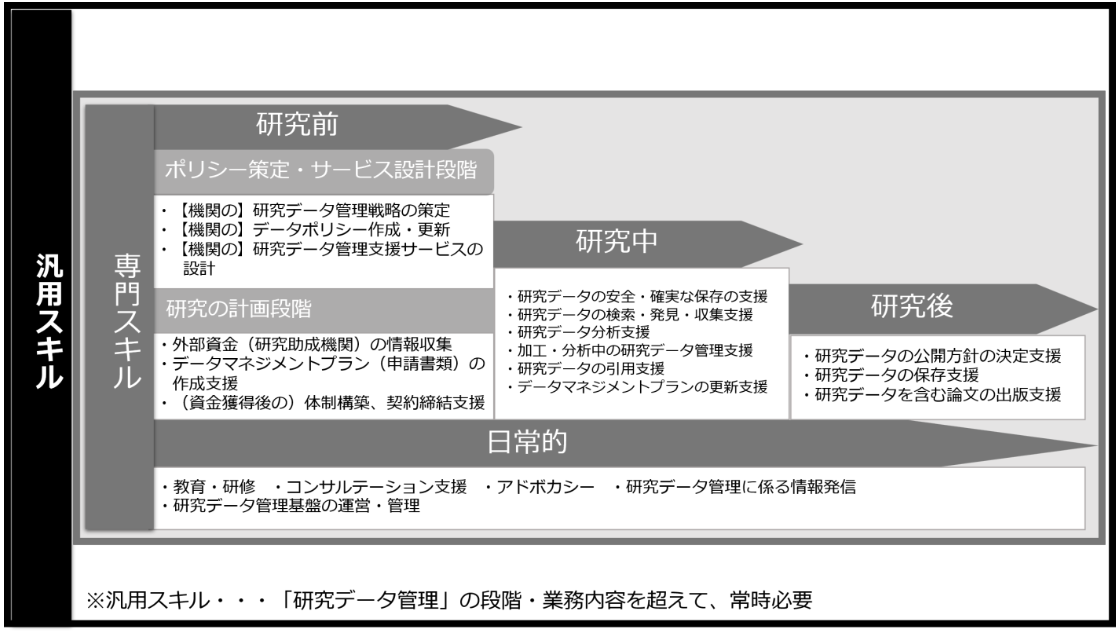 汎用スキル
専門スキル
研究前
ポリシー策定・サービス設計段階
・【機関の】研究データ管理戦略の策定
・【機関の】データポリシー作成・更新
・【機関の】研究データ管理支援サービスの
設計
研究の計画段階
・外部資金（研究助成機関）の情報収集
・データマネジメントプラン（申請書類）の
作成支援
・（資金獲得後の）体制構築、契約締結支援
研究中
・研究データの安全・確実な保存の支援
・研究データの検索・発見・収集支援
・研究データ分析支援
・加工・分析中の研究データ管理支援
・研究データの引用支援
・データマネジメントプランの更新支援
研究後
・研究データの公開方針の決定支援
・研究データの保存支援
・研究データを含む論文の出版支援
日常的
・教育・研修　・コンサルテーション支援　・アドボカシー　・研究データ管理に係る情報発信
・研究データ管理基盤の運営・管理
※汎用スキル・・・「研究データ管理」の段階・業務内容を超えて、常時必要